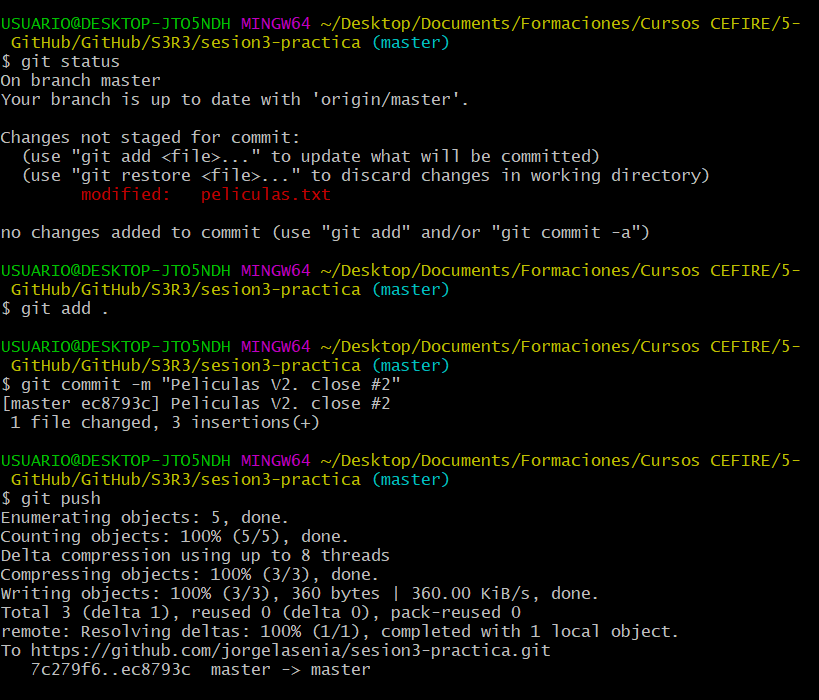 USUARIO@DESKTOP-JTO5NDH MINGW64 ~/Desktop/Documents/Formaciones/Cursos CEFIRE/5-
GitHub/GitHub/S3R3/sesion3-practica (master)
$ git status
On branch master
Your branch is up to date with 'origin/master'.

Changes not staged for commit:
  (use "git add <file>..." to update what will be committed)
  (use "git restore <file>..." to discard changes in working directory)
        modified:   peliculas.txt

no changes added to commit (use "git add" and/or "git commit -a")

USUARIO@DESKTOP-JTO5NDH MINGW64 ~/Desktop/Documents/Formaciones/Cursos CEFIRE/5-
GitHub/GitHub/S3R3/sesion3-practica (master)
$ git add .

USUARIO@DESKTOP-JTO5NDH MINGW64 ~/Desktop/Documents/Formaciones/Cursos CEFIRE/5-
GitHub/GitHub/S3R3/sesion3-practica (master)
$ git commit -m "Peliculas V2. close #2"
[master ec8793c] Peliculas V2. close #2
 1 file changed, 3 insertions(+)

USUARIO@DESKTOP-JTO5NDH MINGW64 ~/Desktop/Documents/Formaciones/Cursos CEFIRE/5-
GitHub/GitHub/S3R3/sesion3-practica (master)
$ git push
Enumerating objects: 5, done.
Counting objects: 100% (5/5), done.
Delta compression using up to 8 threads
Compressing objects: 100% (3/3), done.
Writing objects: 100% (3/3), 360 bytes | 360.00 KiB/s, done.
Total 3 (delta 1), reused 0 (delta 0), pack-reused 0
remote: Resolving deltas: 100% (1/1), completed with 1 local object.
To https://github.com/jorgelasenia/sesion3-practica.git
   7c279f6..ec8793c  master -> master